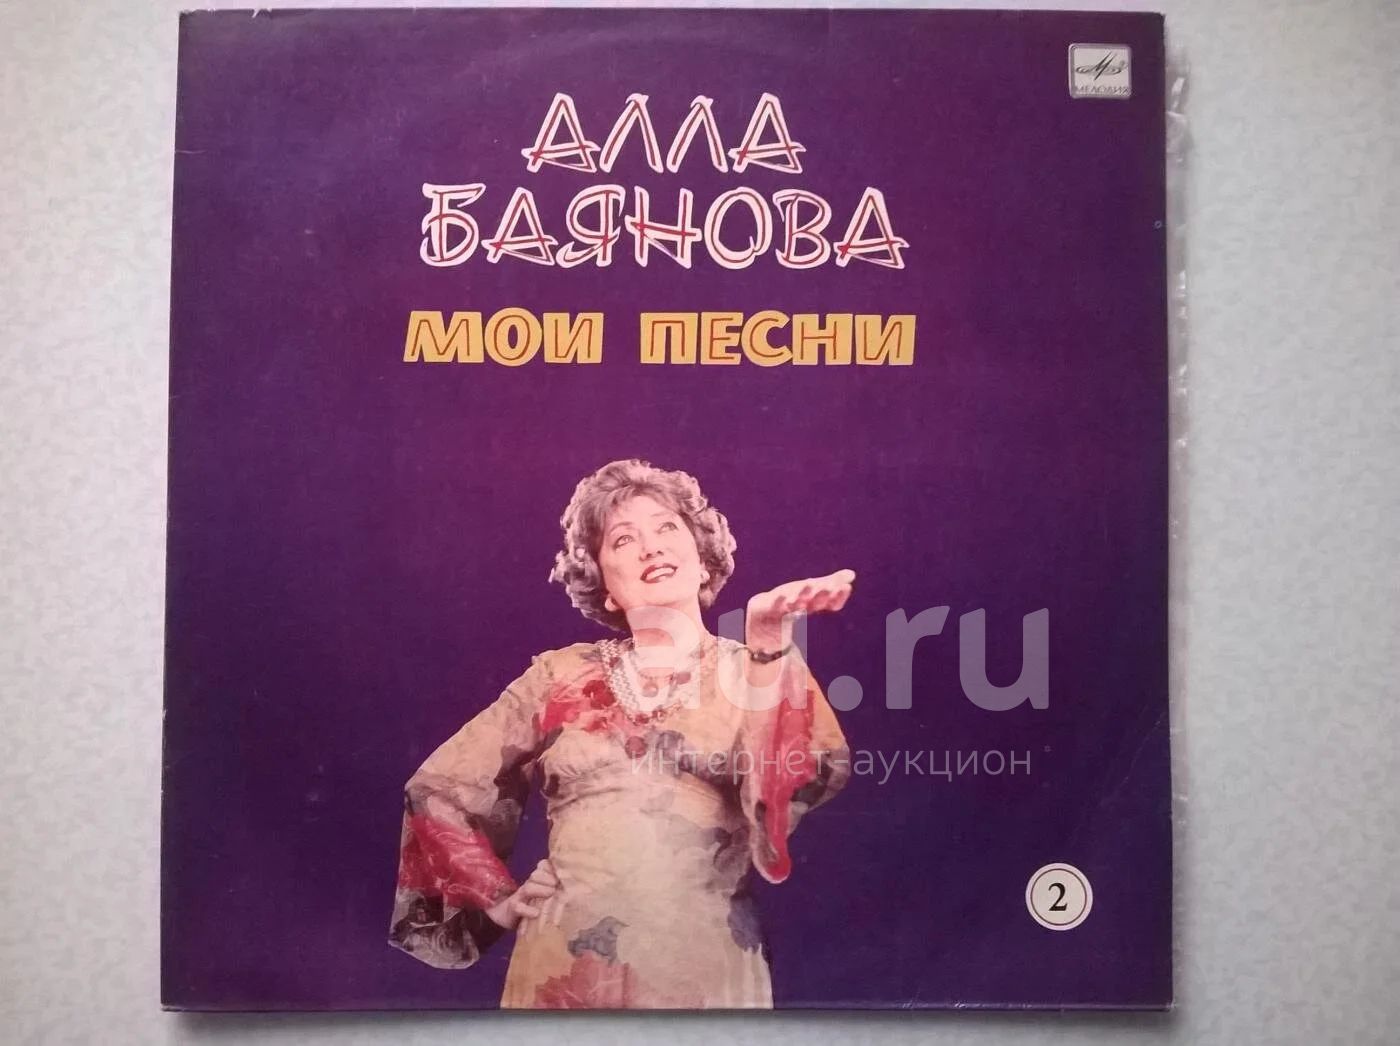 МЕЛОДИЯ
АЛЛА
БАЯНОВА
МОИ ПЕСНИ
au.ru
интернет-аукцион
2